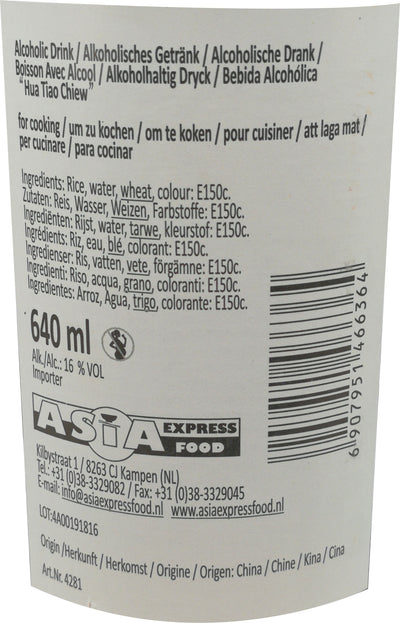 Alcoholic Drink / Alkoholisches Getränk / Alcoholische Drank /
Boisson Avec Alcool / Alkoholhaltig Dryck / Bebida Alcohólica
"Hua Tiao Chiew"
for cooking / um zu kochen / om te koken / pour cuisiner / att laga mat /
per cucinare / para cocinar
Ingredients: Rice, water, wheat, colour: E150c.
Zutaten: Reis, Wasser, Weizen, Farbstoffe: E150c.
Ingrediënten: Rijst, water, tarwe, kleurstof: E150c.
Ingrédients: Riz, eau, blé, colorant: E150c.
Ingredienser: Ris, vatten, vete, förgämne: E150c.
Ingredienti: Riso, acqua, grano, coloranti: E150c.
Ingredientes: Arroz, Agua, trigo, colorante: E150c.
640 ml
Alk./Alc.: 16 % VOL
Importer
ASIA EXPRESS
FOOD
Kilbystraat 1 / 8263 CJ Kampen (NL)
Tel.: +31 (0)38-3329082 / Fax: +31 (0)38-3329045
E-mail: info@asiaexpressfood.nl www.asiaexpressfood.nl
LOT:4A00191816
Origin /Herkunft / Herkomst / Origine / Origen: China / Chine / Kina / Cina
Art.Nr. 4281
6907951466364